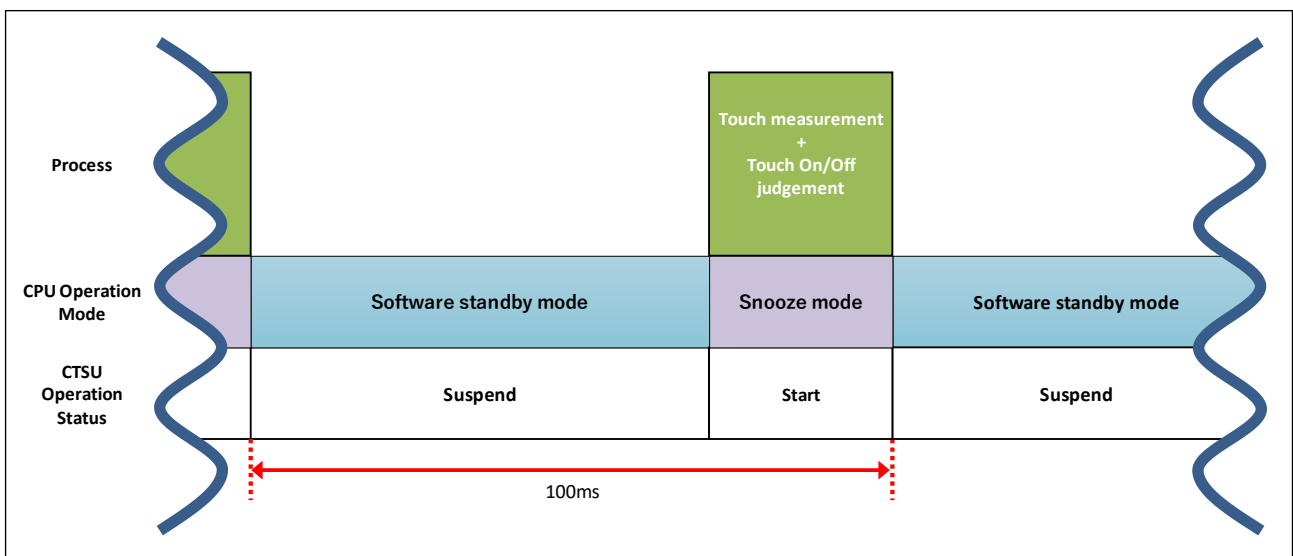 Process
Touch measurement
+
Touch On/Off
judgement
CPU Operation
Mode
Software standby mode
Snooze mode
Software standby mode
CTSU
Operation
Status
Suspend
Start
Suspend
100ms